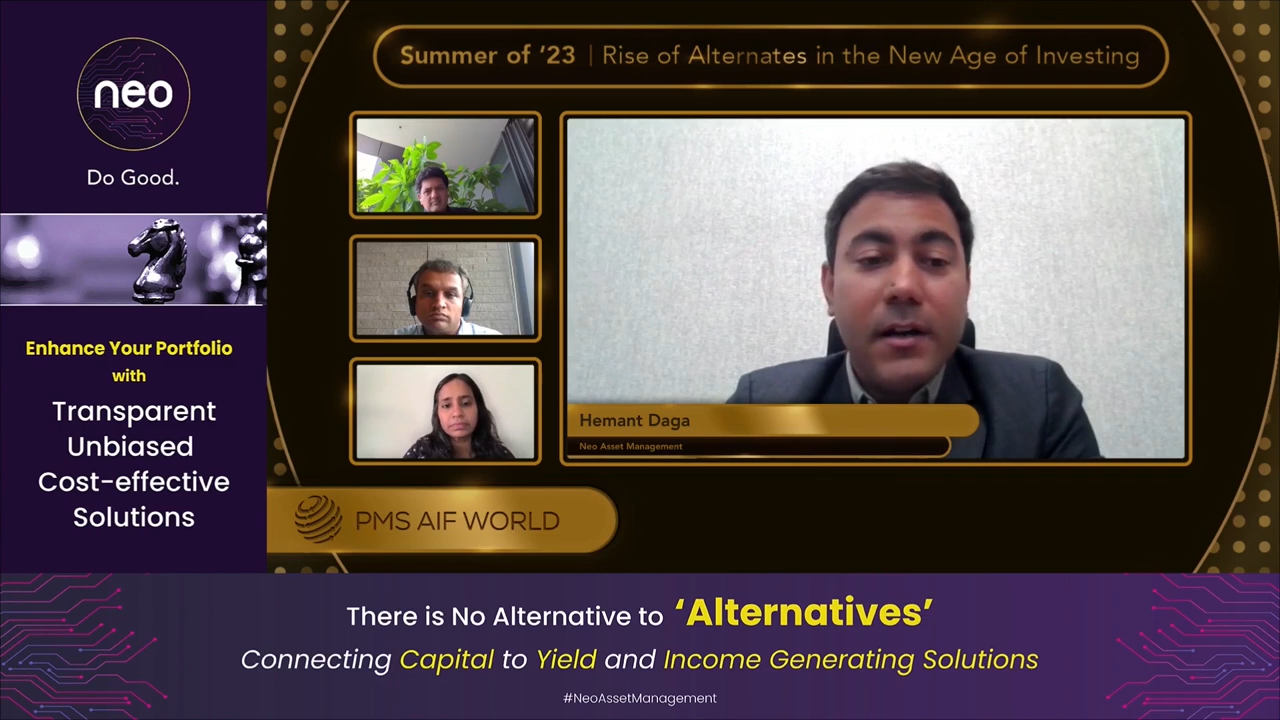 neo
Do Good.
Enhance Your Portfolio
with
Transparent
Unbiased
Cost-effective
Solutions
Summer of ‘23 | Rise of Alternates in the New Age of Investing
Hemant Daga
Neo Asset Management
PMS AIF WORLD
There is No Alternative to ‘Alternatives’
Connecting Capital to Yield and Income Generating Solutions
#NeoAssetManagement